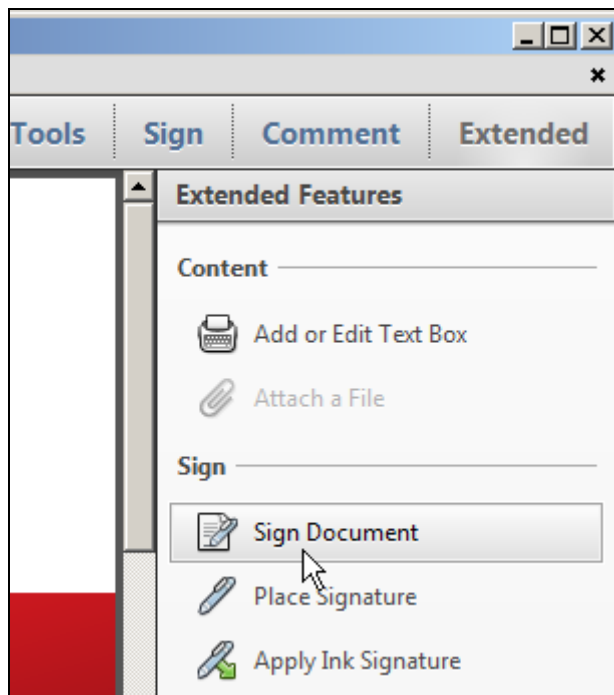 Tools Sign Comment Extended
Extended Features
Content
Add or Edit Text Box
Attach a File
Sign
Sign Document
Place Signature
Apply Ink Signature